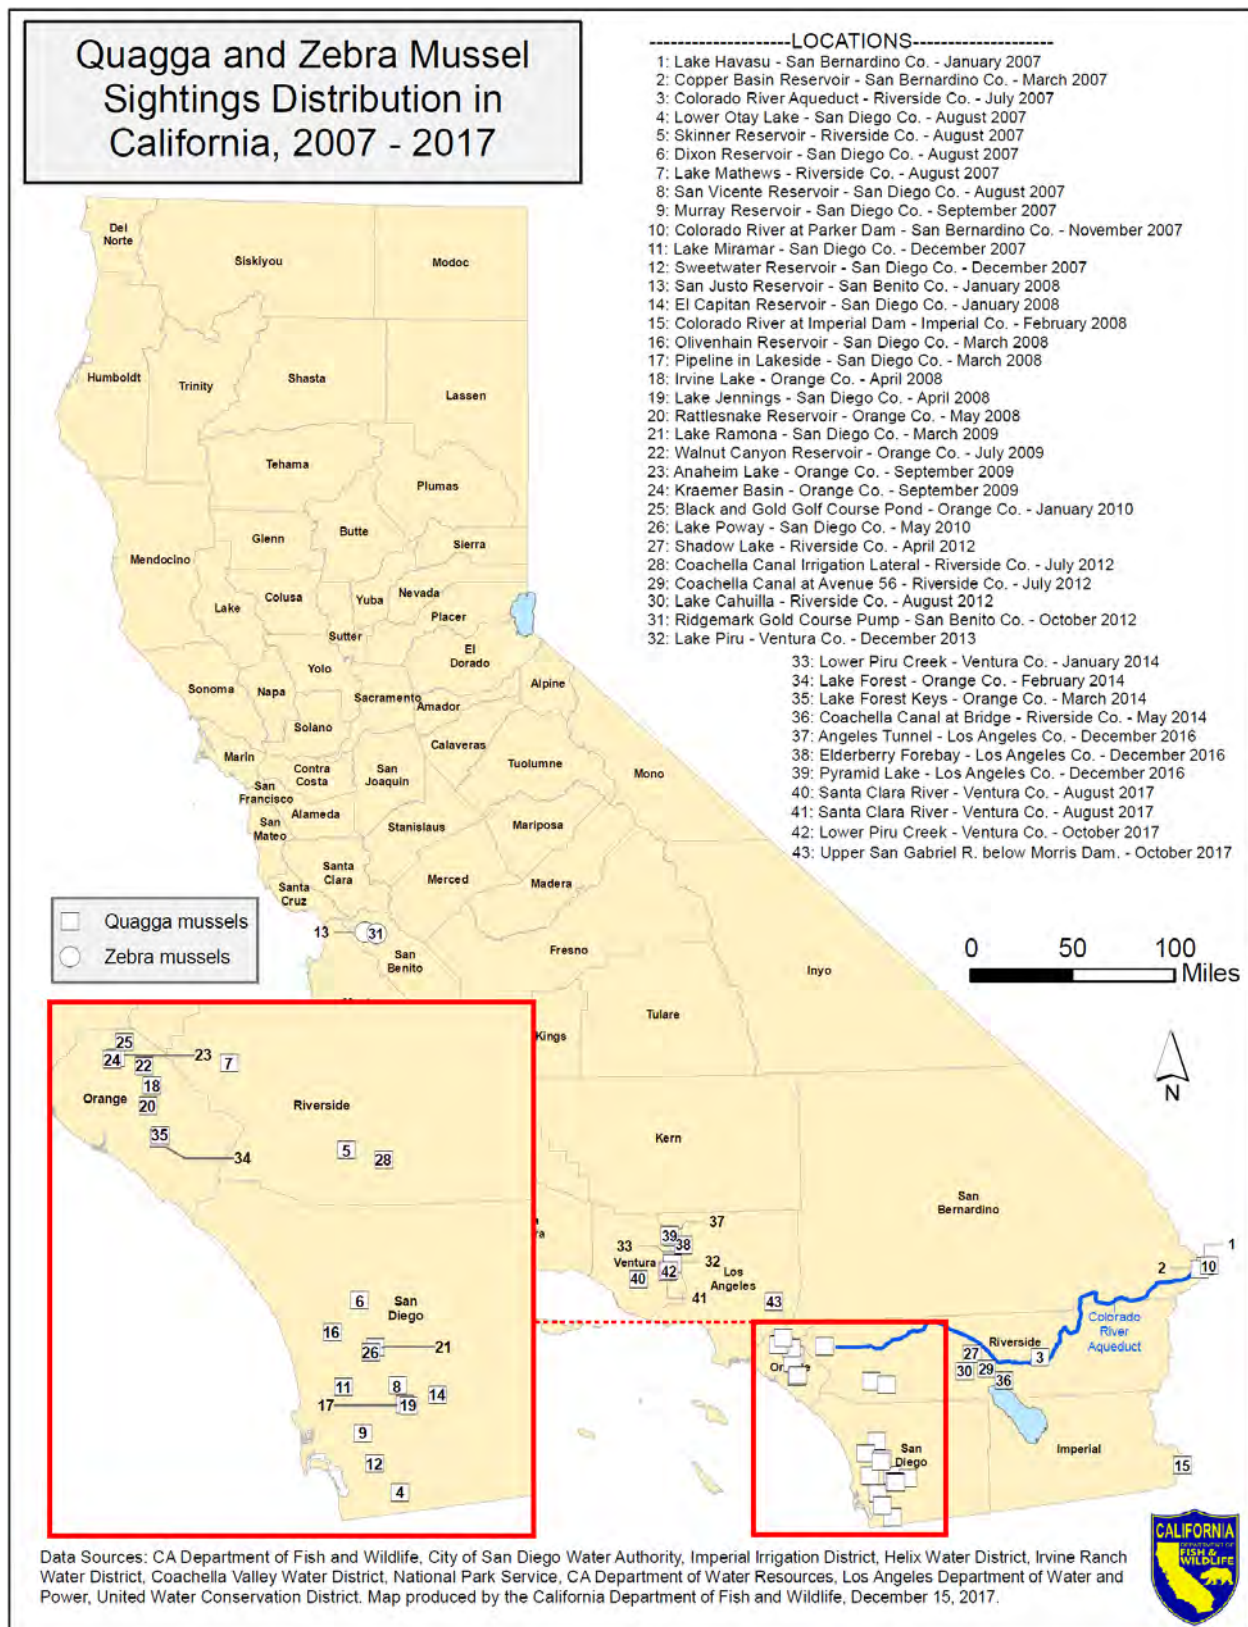 Quagga and Zebra Mussel
Sightings Distribution in
California, 2007 - 2017
-------------------LOCATIONS-------------------
1: Lake Havasu - San Bernardino Co. - January 2007
2: Copper Basin Reservoir - San Bernardino Co. - March 2007
3: Colorado River Aqueduct - Riverside Co. - July 2007
4: Lower Otay Lake - San Diego Co. - August 2007
5: Skinner Reservoir - Riverside Co. - August 2007
6: Dixon Reservoir - San Diego Co. - August 2007
7: Lake Mathews - Riverside Co. - August 2007
8: San Vicente Reservoir - San Diego Co. - August 2007
9: Murray Reservoir - San Diego Co. - September 2007
10: Colorado River at Parker Dam - San Bernardino Co. - November 2007
11: Lake Miramar - San Diego Co. - December 2007
12: Sweetwater Reservoir - San Diego Co. - December 2007
13: San Justo Reservoir - San Benito Co. - January 2008
14: El Capitan Reservoir - San Diego Co. - January 2008
15: Colorado River at Imperial Dam - Imperial Co. - February 2008
16: Olivenhain Reservoir - San Diego Co. - March 2008
17: Pipeline in Lakeside - San Diego Co. - March 2008
18: Irvine Lake - Orange Co. - April 2008
19: Lake Jennings - San Diego Co. - April 2008
20: Rattlesnake Reservoir - Orange Co. - May 2008
21: Lake Ramona - San Diego Co. - March 2009
22: Walnut Canyon Reservoir - Orange Co. - July 2009
23: Anaheim Lake - Orange Co. - September 2009
24: Kraemer Basin - Orange Co. - September 2009
25: Black and Gold Golf Course Pond - Orange Co. - January 2010
26: Lake Poway - San Diego Co. - May 2010
27: Shadow Lake - Riverside Co. - April 2012
28: Coachella Canal Irrigation Lateral - Riverside Co. - July 2012
29: Coachella Canal at Avenue 56 - Riverside Co. - July 2012
30: Lake Cahuilla - Riverside Co. - August 2012
31: Ridgemark Gold Course Pump - San Benito Co. - October 2012
32: Lake Piru - Ventura Co. - December 2013
33: Lower Piru Creek - Ventura Co. - January 2014
34: Lake Forest - Orange Co. - February 2014
35: Lake Forest Keys - Orange Co. - March 2014
36: Coachella Canal at Bridge - Riverside Co. - May 2014
37: Angeles Tunnel - Los Angeles Co. - December 2016
38: Elderberry Forebay - Los Angeles Co. - December 2016
39: Pyramid Lake - Los Angeles Co. - December 2016
40: Santa Clara River - Ventura Co. - August 2017
41: Santa Clara River - Ventura Co. - August 2017
42: Lower Piru Creek - Ventura Co. - October 2017
43: Upper San Gabriel R. below Morris Dam. - October 2017
Del
Norte
Siskiyou
Modoc
Humboldt
Trinity
Shasta
Lassen
Tehama
Plumas
Mendocino
Glenn
Butte
Sierra
Lake
Colusa
Yuba
Nevada
Placer
Sutter
El
Dorado
Yolo
Sonoma
Napa
Sacramento
Amador
Alpine
Solano
Marin
Calaveras
Contra
Costa
San
Joaquin
Tuolumne
Mono
San
Francisco
Alameda
San
Mateo
Stanislaus
Mariposa
Santa
Clara
Santa
Cruz
Merced
Madera
Quagga mussels
Zebra mussels
13
31
San
Benito
Fresno
Inyo
0 50 100
Miles
N
Kings
Tulare
Kern
San
Bernardino
25
24
23
22
7
18
Orange
20
Riverside
35
34
5
28
6
San
Diego
16
26
21
11
8
14
17
19
9
12
4
37
39
38
33
Ventura
32
42
40
Los
Angeles
41
43
1
2
10
Colorado
River
Aqueduct
Riverside
27
3
30
29
36
Orange
San
Diego
Imperial
15
CALIFORNIA
DEPARTMENT OF
FISH &
WILDLIFE
Data Sources: CA Department of Fish and Wildlife, City of San Diego Water Authority, Imperial Irrigation District, Helix Water District, Irvine Ranch
Water District, Coachella Valley Water District, National Park Service, CA Department of Water Resources, Los Angeles Department of Water and
Power, United Water Conservation District. Map produced by the California Department of Fish and Wildlife, December 15, 2017.